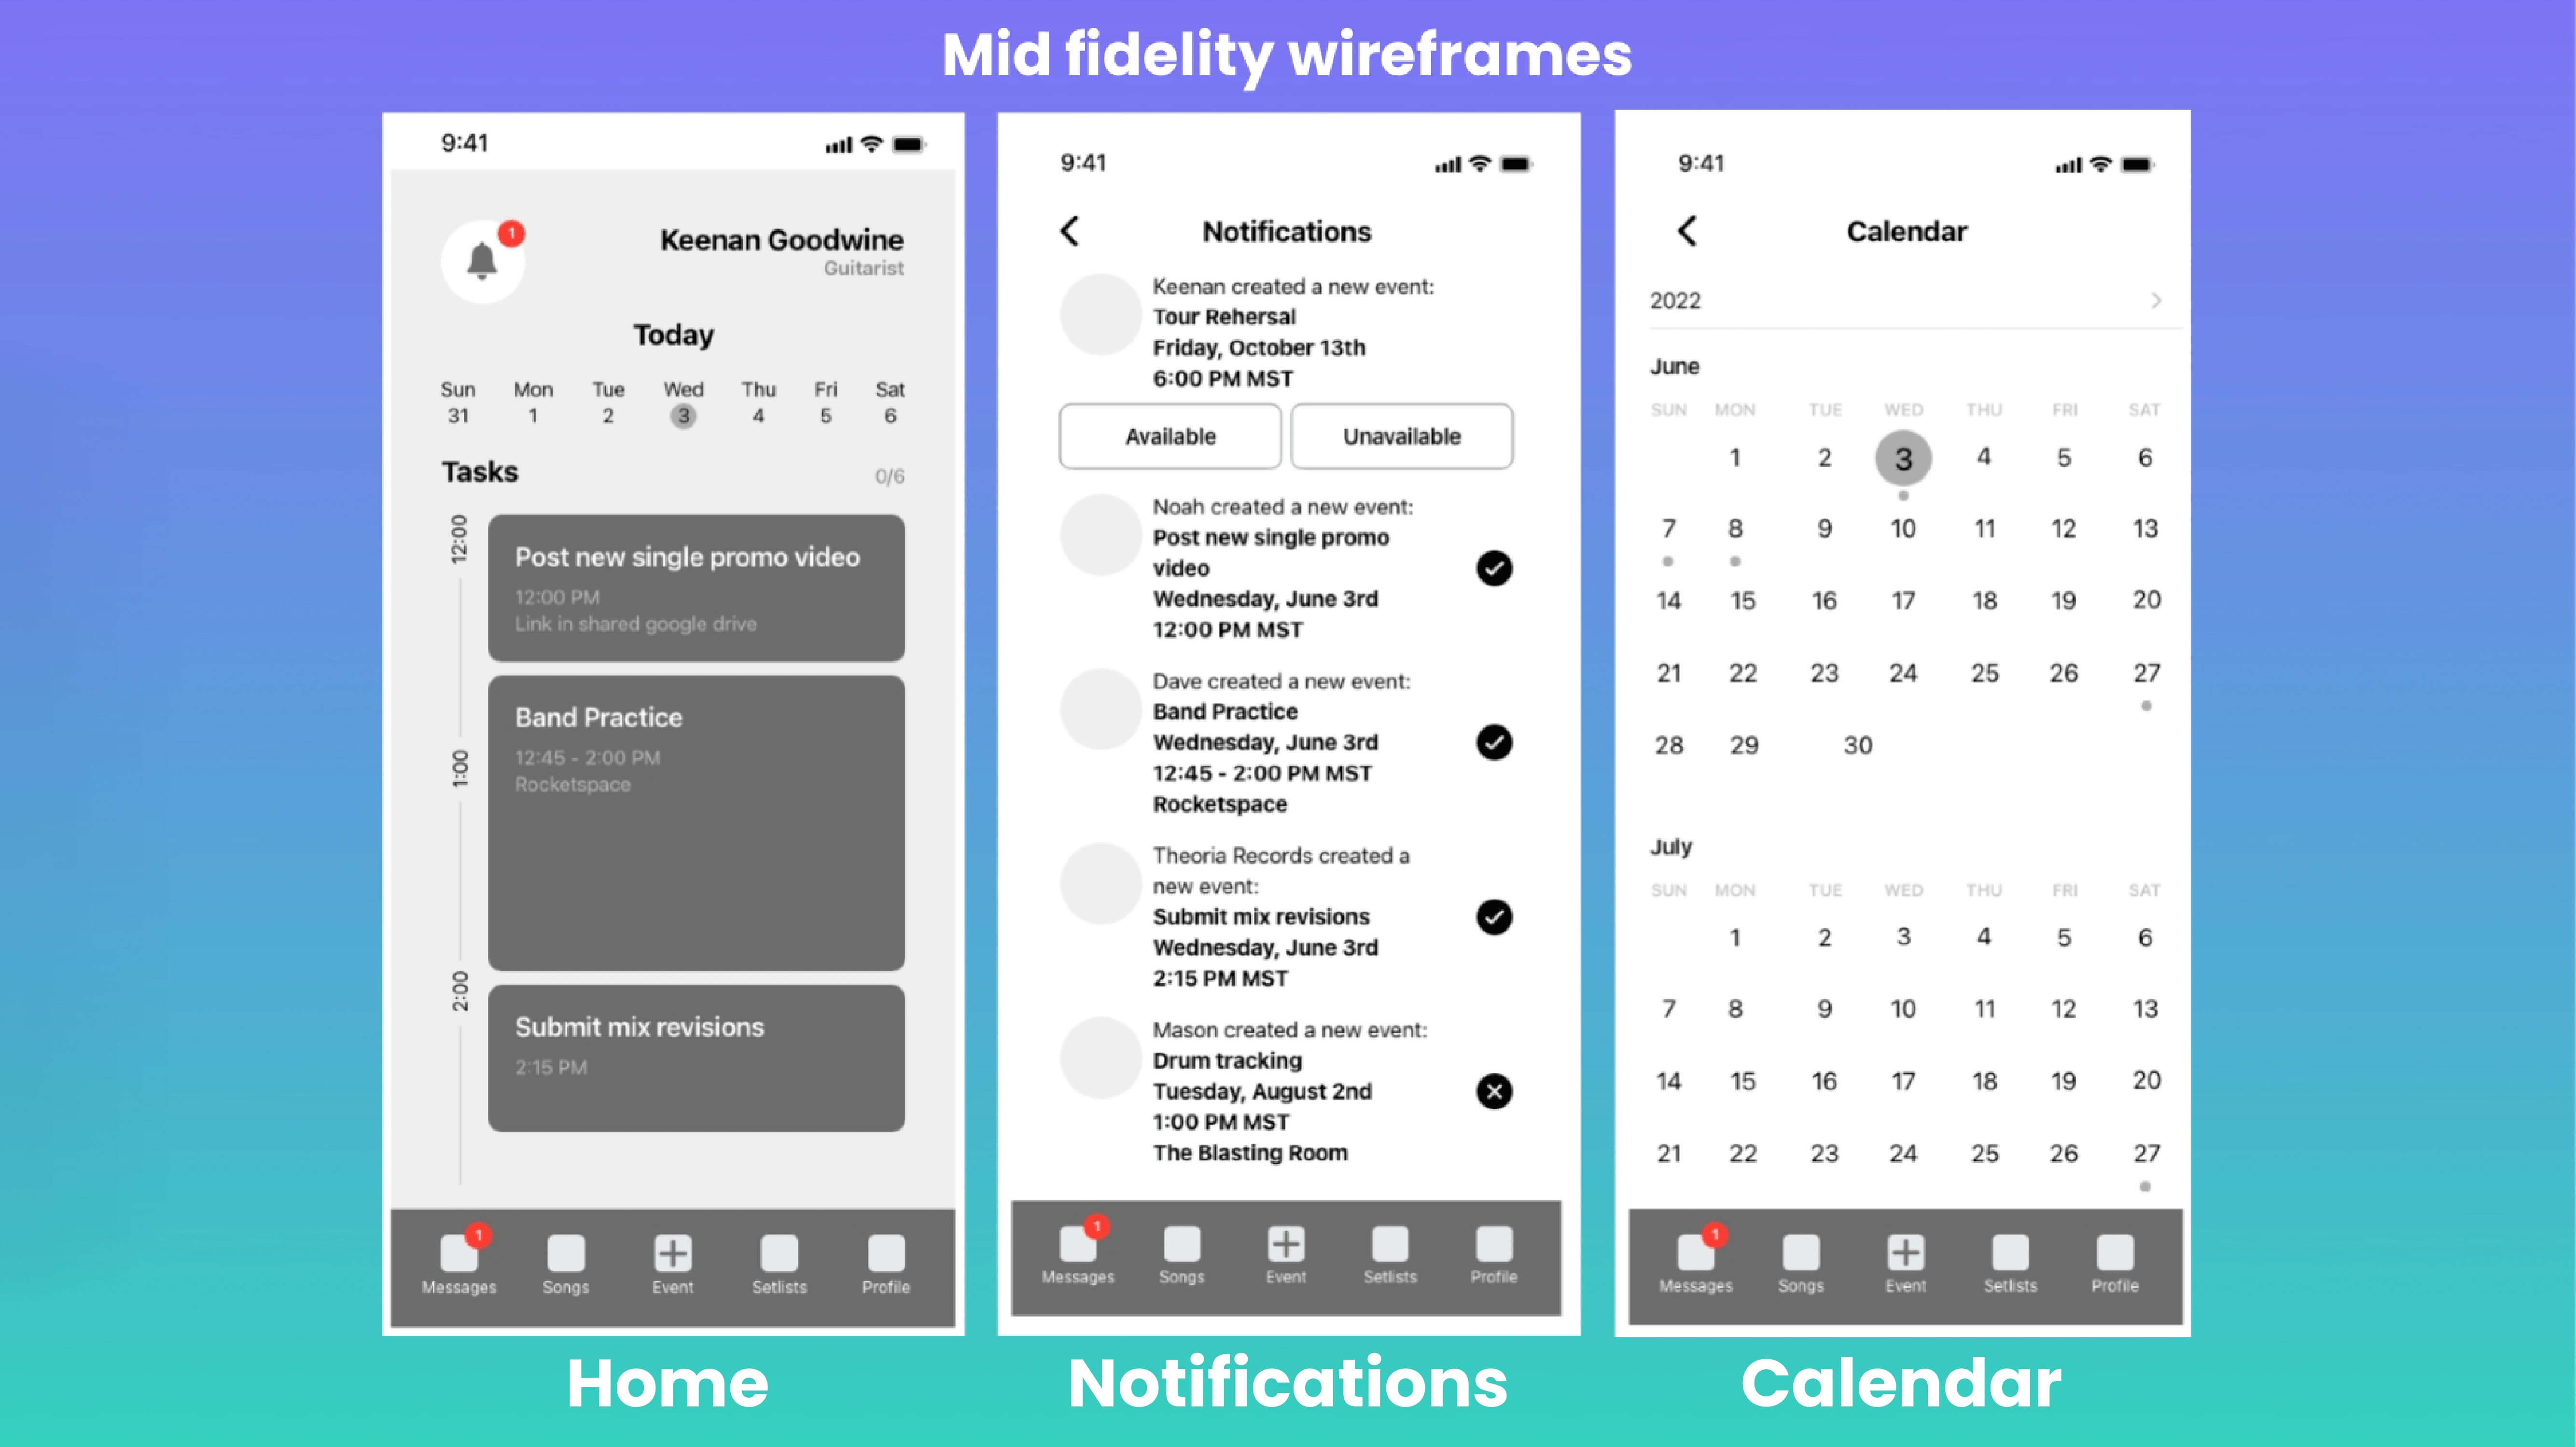 Mid fidelity wireframes
9:41
1
Keenan Goodwine
Guitarist
Today
Sun Mon Tue Wed Thu Fri Sat
31 1 2 3 4 5 6
Tasks 0/6
12:00
Post new single promo video
12:00 PM
Link in shared google drive
Band Practice
12:45 - 2:00 PM
Rocketspace
1:00
2:00
Submit mix revisions
2:15 PM
1
Messages Songs Event Setlists Profile
Home
9:41
Notifications
Keenan created a new event:
Tour Rehersal
Friday, October 13th
6:00 PM MST
Available Unavailable
Noah created a new event:
Post new single promo
video
Wednesday, June 3rd
12:00 PM MST
Dave created a new event:
Band Practice
Wednesday, June 3rd
12:45 - 2:00 PM MST
Rocketspace
Theoria Records created a
new event:
Submit mix revisions
Wednesday, June 3rd
2:15 PM MST
Mason created a new event:
Drum tracking
Tuesday, August 2nd
1:00 PM MST
The Blasting Room
1
Messages Songs Event Setlists Profile
Notifications
9:41
Calendar
2022
June
SUN MON TUE WED THU FRI SAT
1 2 3 4 5 6
7 8 9 10 11 12 13
14 15 16 17 18 19 20
21 22 23 24 25 26 27
28 29 30
July
SUN MON TUE WED THU FRI SAT
1 2 3 4 5 6
7 8 9 10 11 12 13
14 15 16 17 18 19 20
21 22 23 24 25 26 27
1
Messages Songs Event Setlists Profile
Calendar